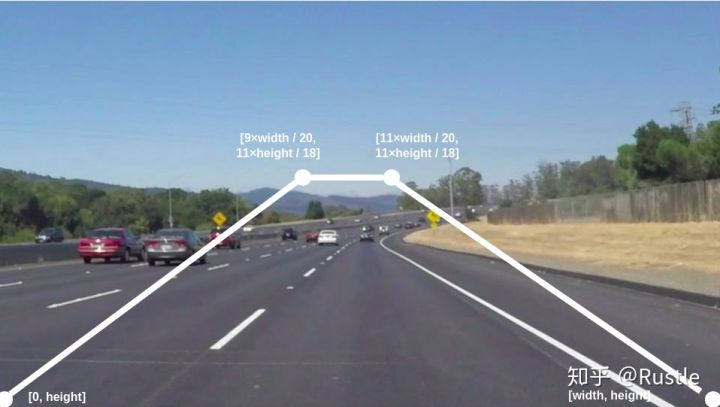 [9×width / 20,
11×height / 18]
[11×width / 20,
11×height / 18]
[0, height]
[width, height]
知乎 @Rustle